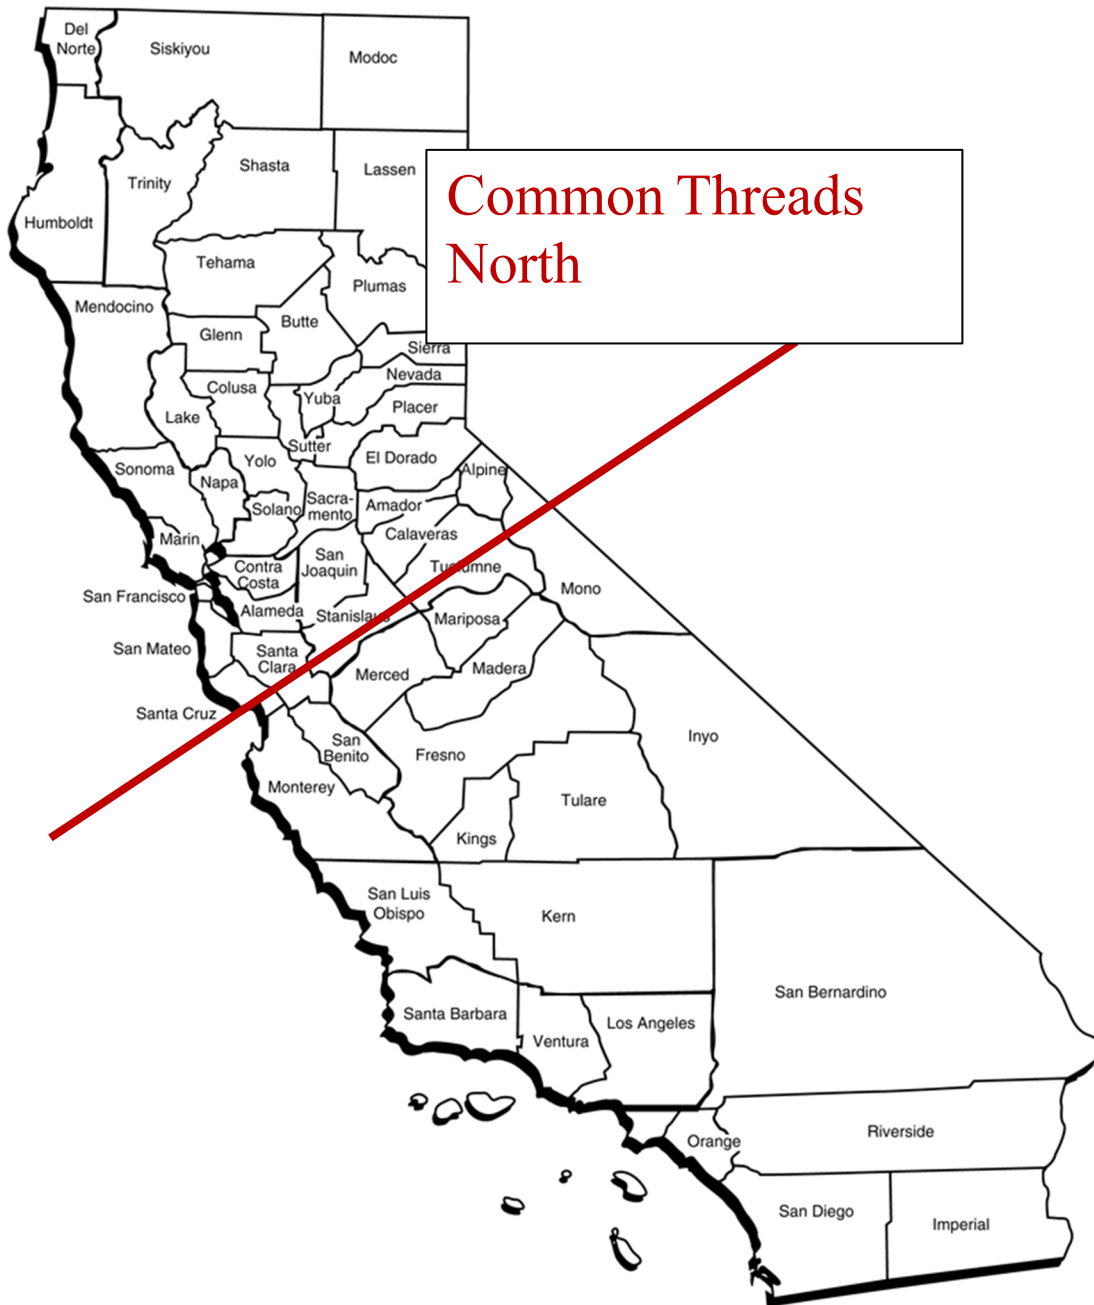 Del
Norte
Siskiyou
Modoc
Shasta
Lassen
Trinity
Humboldt
Common Threads
North
Tehama
Plumas
Mendocino
Butte
Glenn
Sierra
Nevada
Colusa
Yuba
Placer
Lake
Sutter
El Dorado
Yolo
Sonoma
Alpine
Napa
Sacra-
mento
Solano
Amador
Calaveras
Marin
San
Joaquin
Contra
Costa
Tuolumne
Mono
San Francisco
Alameda
Stanislaus
Mariposa
San Mateo
Santa
Clara
Merced
Madera
Santa Cruz
San
Benito
Fresno
Inyo
Monterey
Tulare
Kings
San Luis
Obispo
Kern
San Bernardino
Santa Barbara
Los Angeles
Ventura
Orange
Riverside
San Diego
Imperial